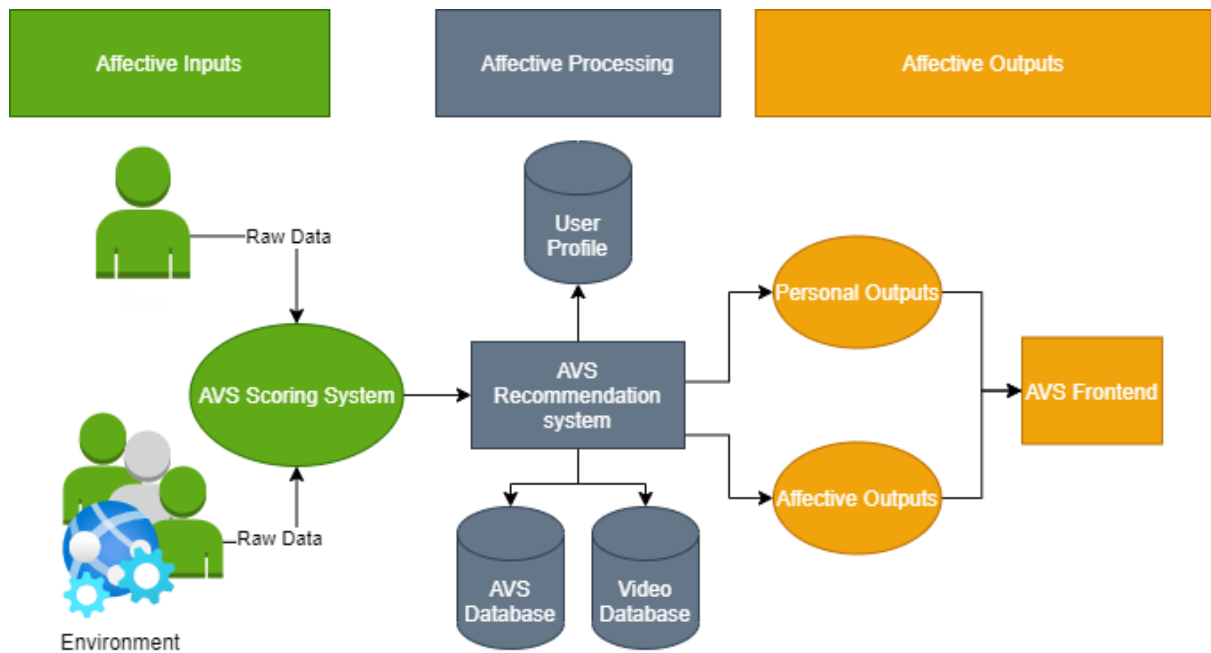 Affective Inputs
Affective Processing
Affective Outputs
Raw Data
User
Profile
Personal Outputs
AVS Scoring System
AVS
Recommendation
system
AVS Frontend
Affective Outputs
Raw Data
AVS
Database
Video
Database
Environment